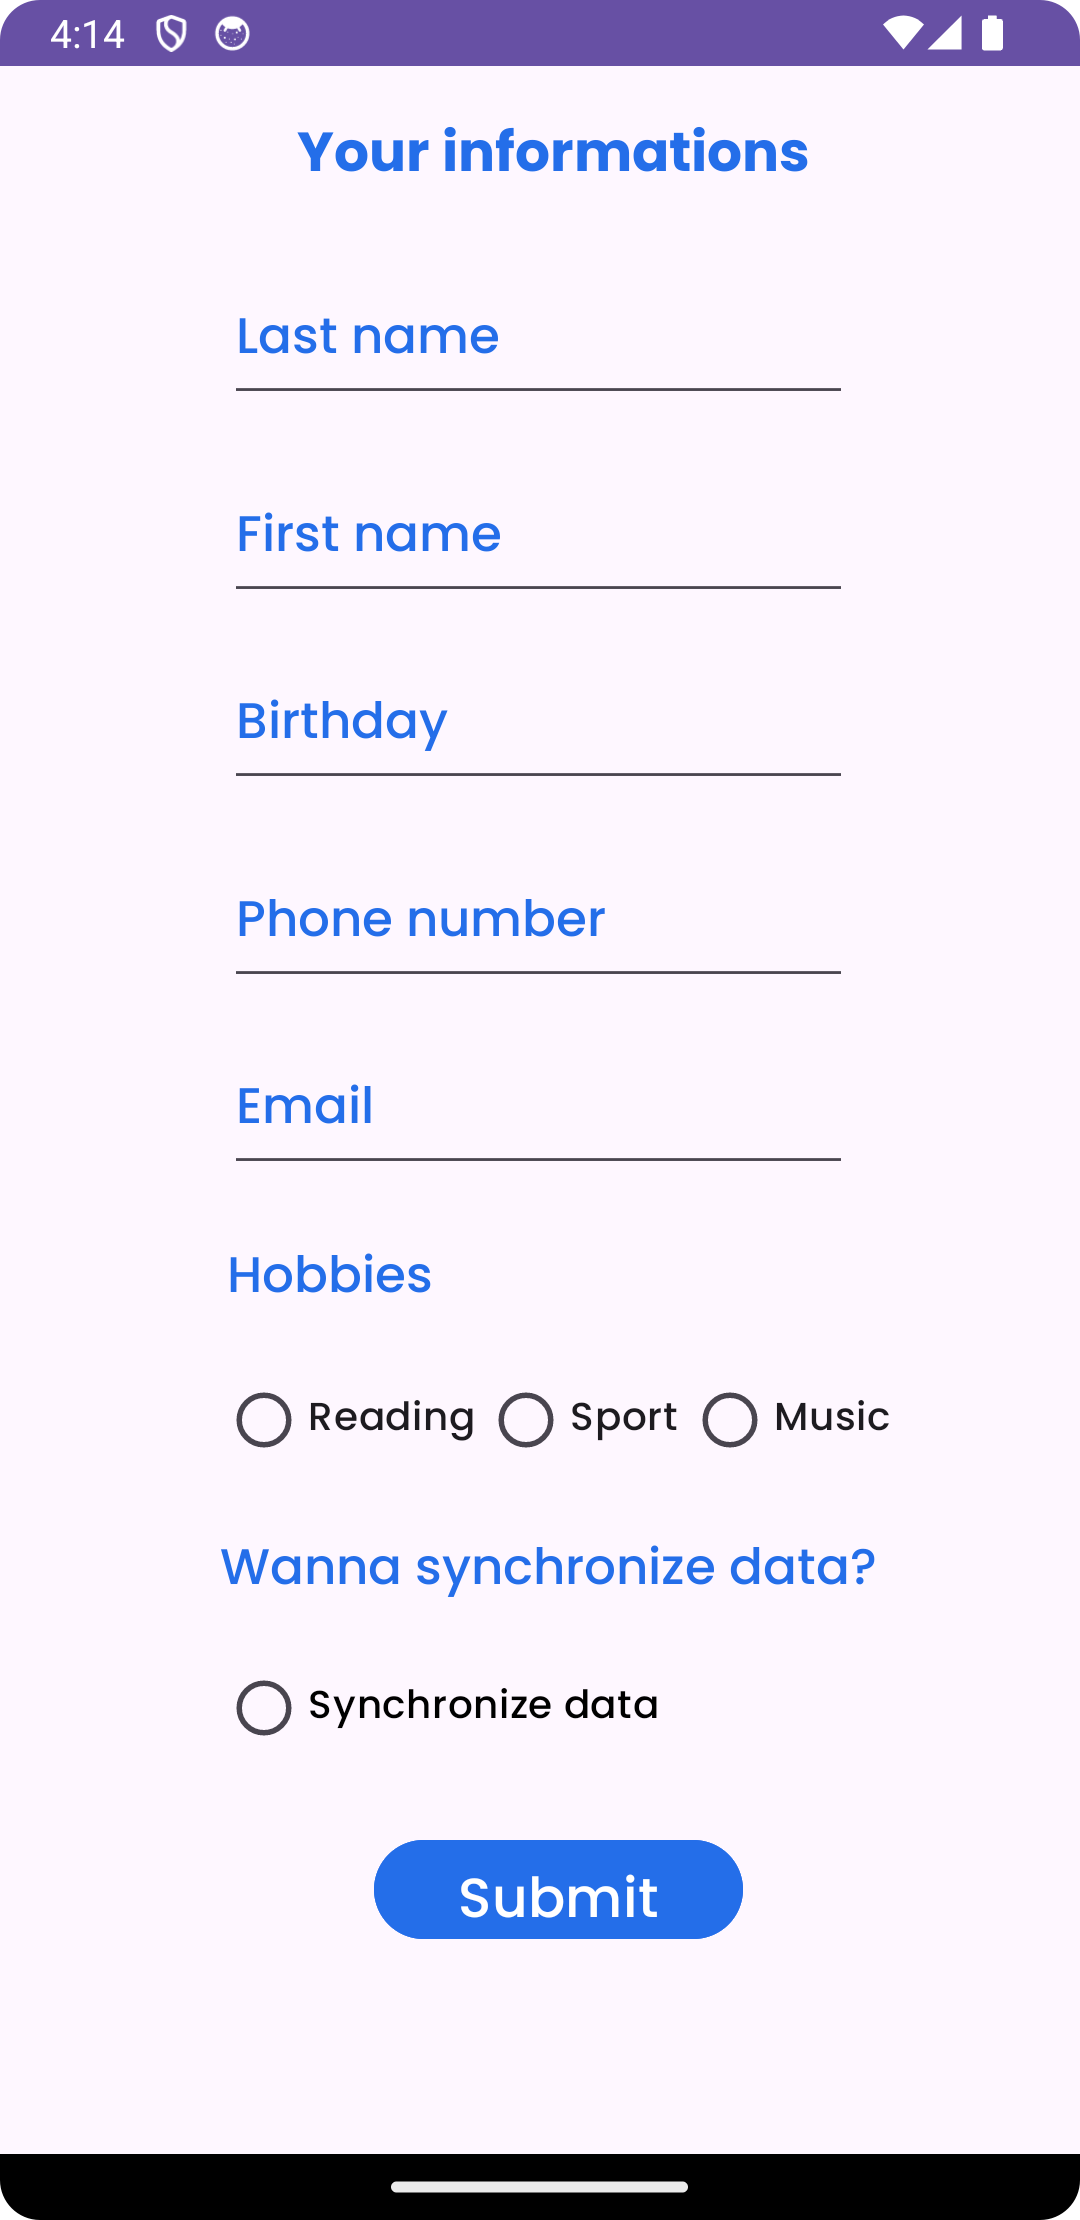 4:14
Your informations
Last name
First name
Birthday
Phone number
Email
Hobbies
Reading Sport Music
Wanna synchronize data?
Synchronize data
Submit